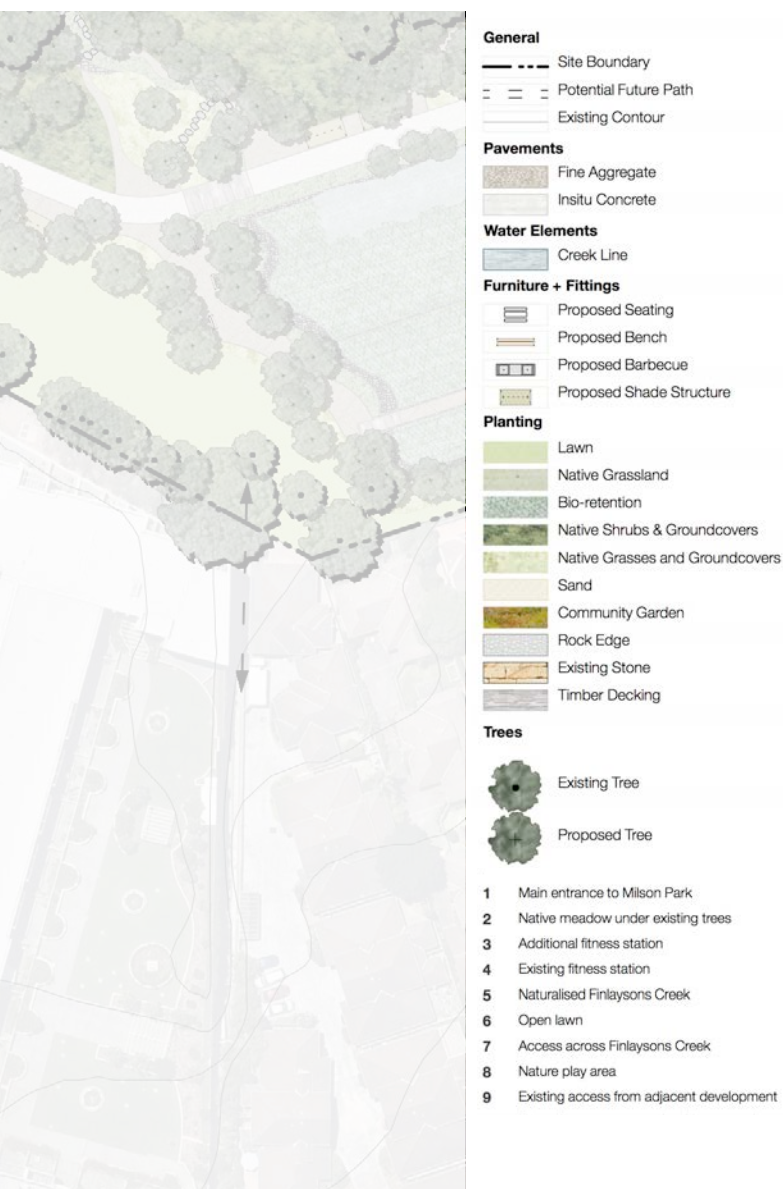 General
Site Boundary
Potential Future Path
Existing Contour
Pavements
Fine Aggregate
Insitu Concrete
Water Elements
Creek Line
Furniture + Fittings
Proposed Seating
Proposed Bench
Proposed Barbecue
Proposed Shade Structure
Planting
Lawn
Native Grassland
Bio-retention
Native Shrubs & Groundcovers
Native Grasses and Groundcovers
Sand
Community Garden
Rock Edge
Existing Stone
Timber Decking
Trees
Existing Tree
Proposed Tree
1 Main entrance to Milson Park
2 Native meadow under existing trees
3 Additional fitness station
4 Existing fitness station
5 Naturalised Finlaysons Creek
6 Open lawn
7 Access across Finlaysons Creek
8 Nature play area
9 Existing access from adjacent development